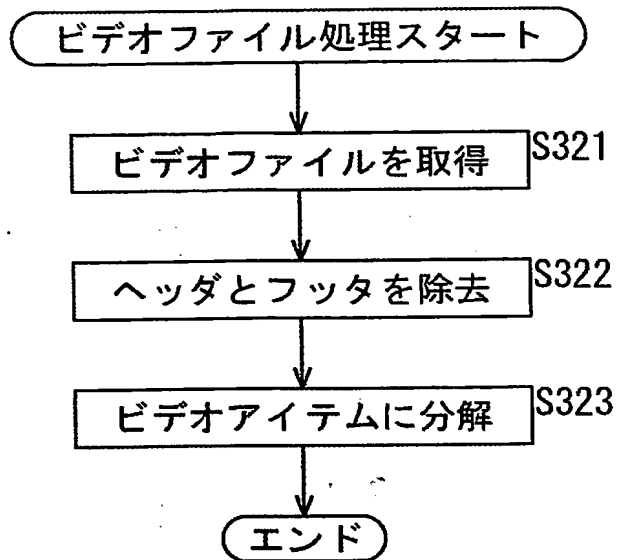 ビデオファイル処理スタート
ビデオファイルを取得
S321
ヘッダとフッタを除去
S322
ビデオアイテムに分解
S323
エンド